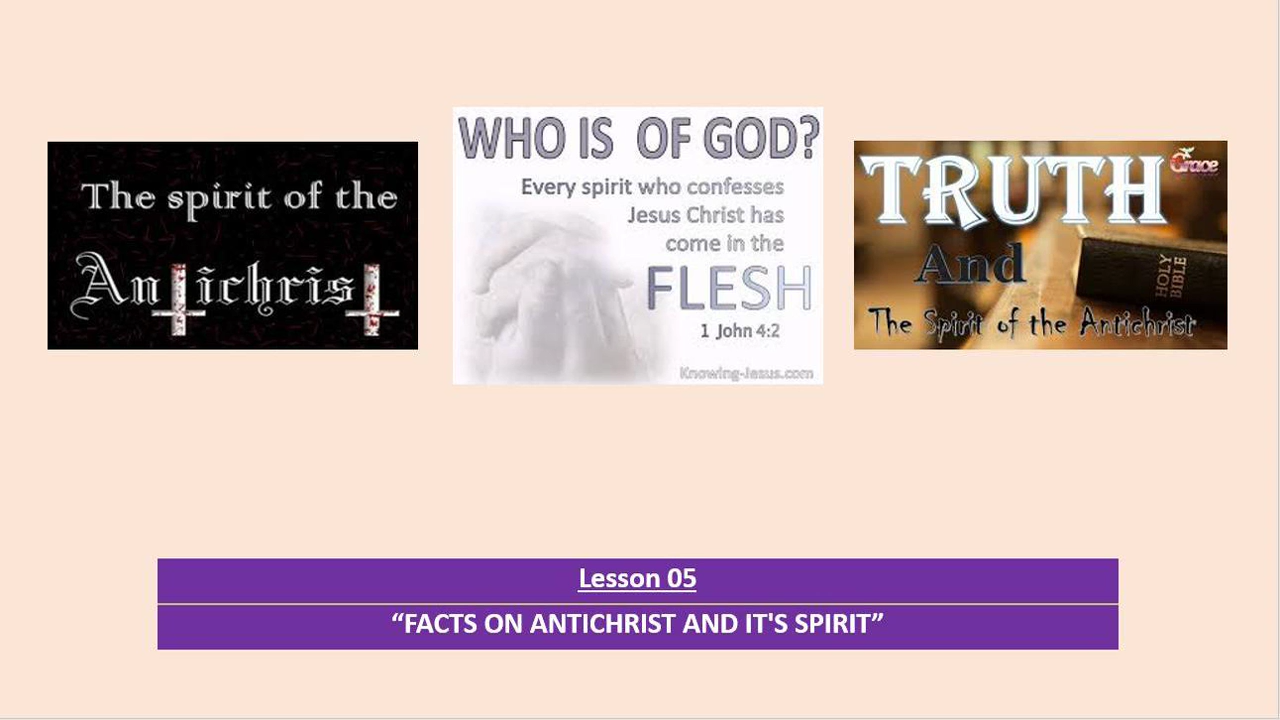 The spirit of the
Antichrist
WHO IS OF GOD?
Every spirit who confesses
Jesus Christ has
come in the
FLESH
1 John 4:2
Knowing-Jesus.com
TRUTH
Grace
And
HOLY
BIBLE
The Spirit of the Antichrist
Lesson 05
“FACTS ON ANTICHRIST AND IT'S SPIRIT”